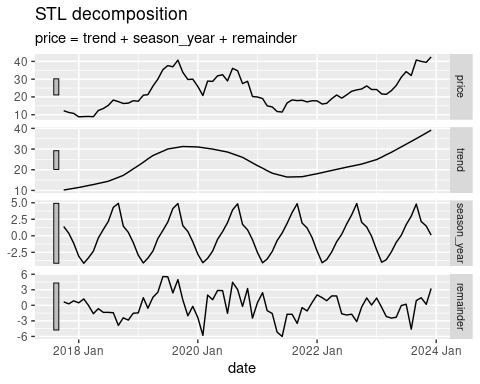 STL decomposition
price = trend + season_year + remainder
40
30
20
10
price
40
30
20
10
trend
5.0
2.5
0.0
-2.5
season_year
6
3
0
-3
-6
remainder
2018 Jan 2020 Jan 2022 Jan 2024 Jan
date